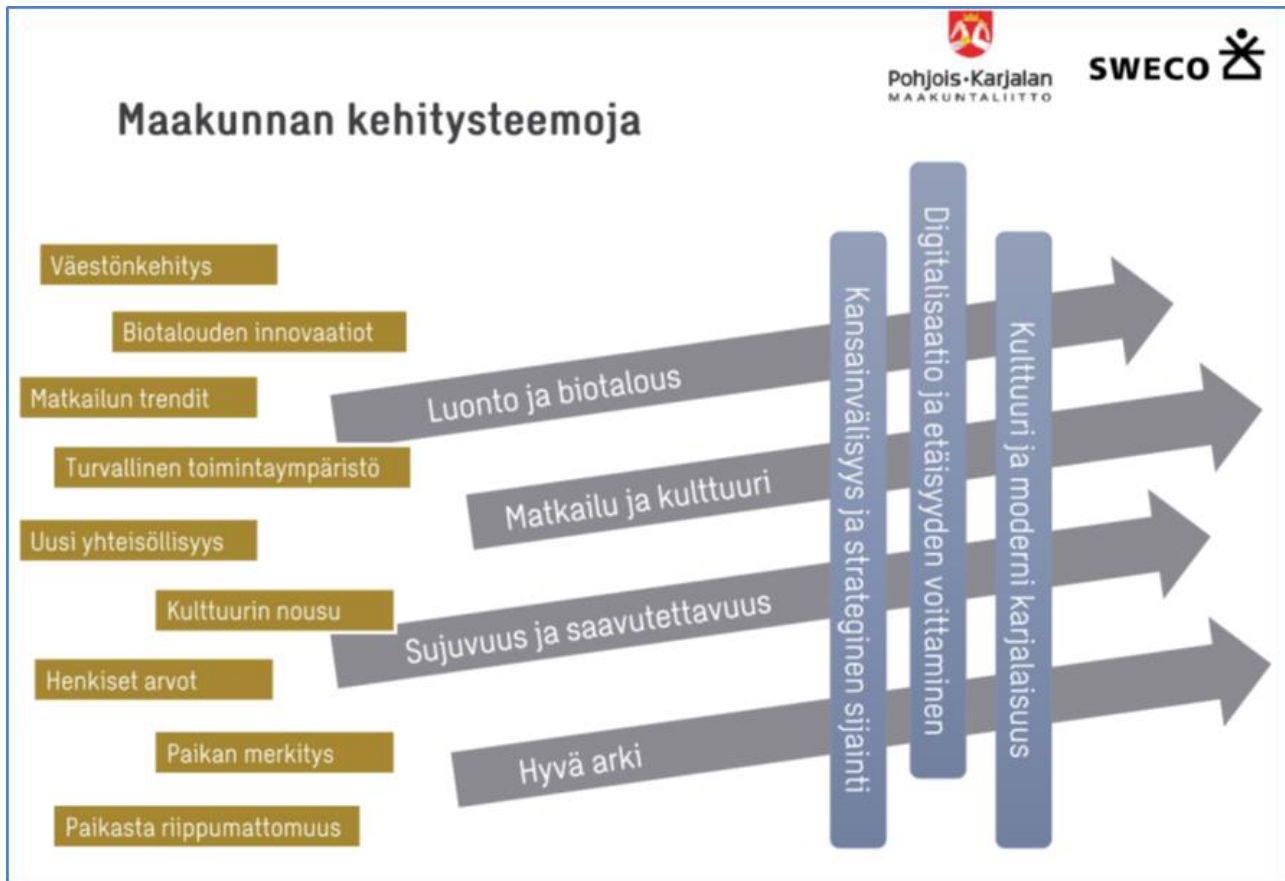 Pohjois-Karjalan
MAAKUNTALIITTO
SWECO
Maakunnan kehitysteemoja
Väestönkehitys
Biotalouden innovaatiot
Matkailun trendit
Turvallinen toimintaympäristö
Uusi yhteisöllisyys
Kulttuurin nousu
Henkiset arvot
Paikan merkitys
Paikasta riippumattomuus
Luonto ja biotalous
Matkailu ja kulttuuri
Sujuvuus ja saavutettavuus
Hyvä arki
Kansainvälisyys ja strateginen sijainti
Digitalisaatio ja etäisyyden voittaminen
Kulttuuri ja moderni karjalaisuus